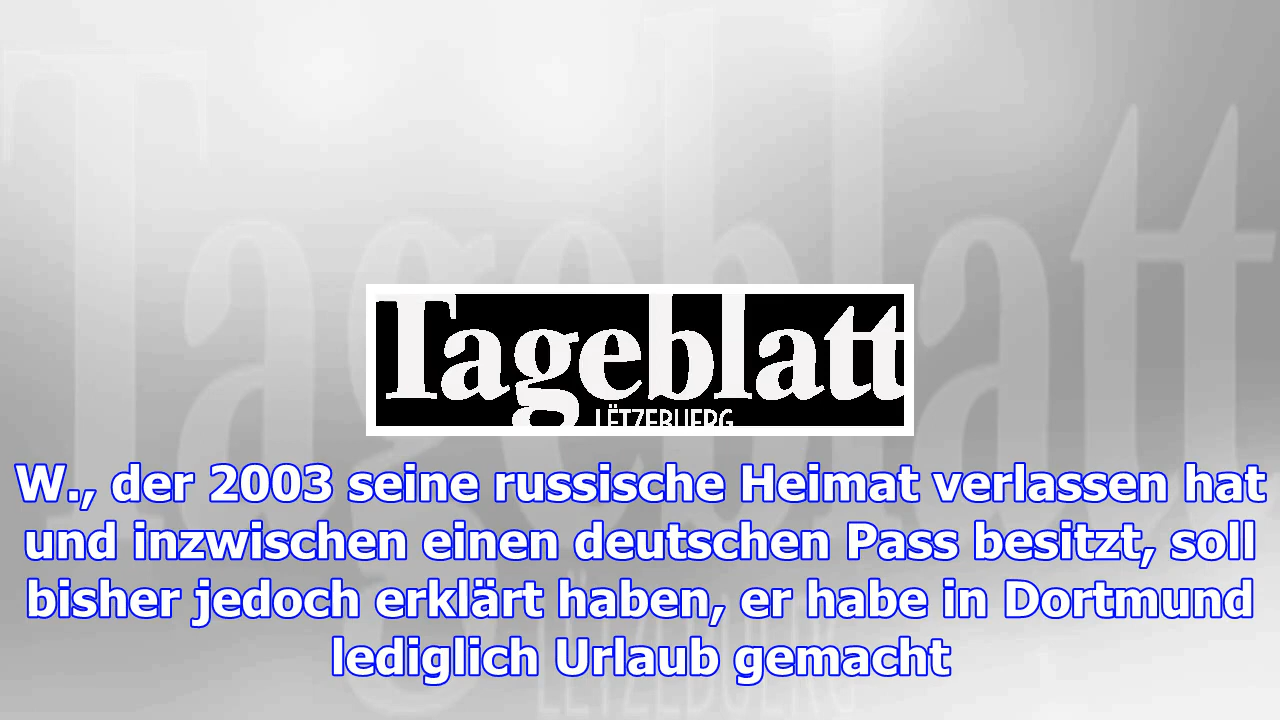 Tageblatt
LËTZEBUERG
W., der 2003 seine russische Heimat verlassen hat
und inzwischen einen deutschen Pass besitzt, soll
bisher jedoch erklärt haben, er habe in Dortmund
lediglich Urlaub gemacht